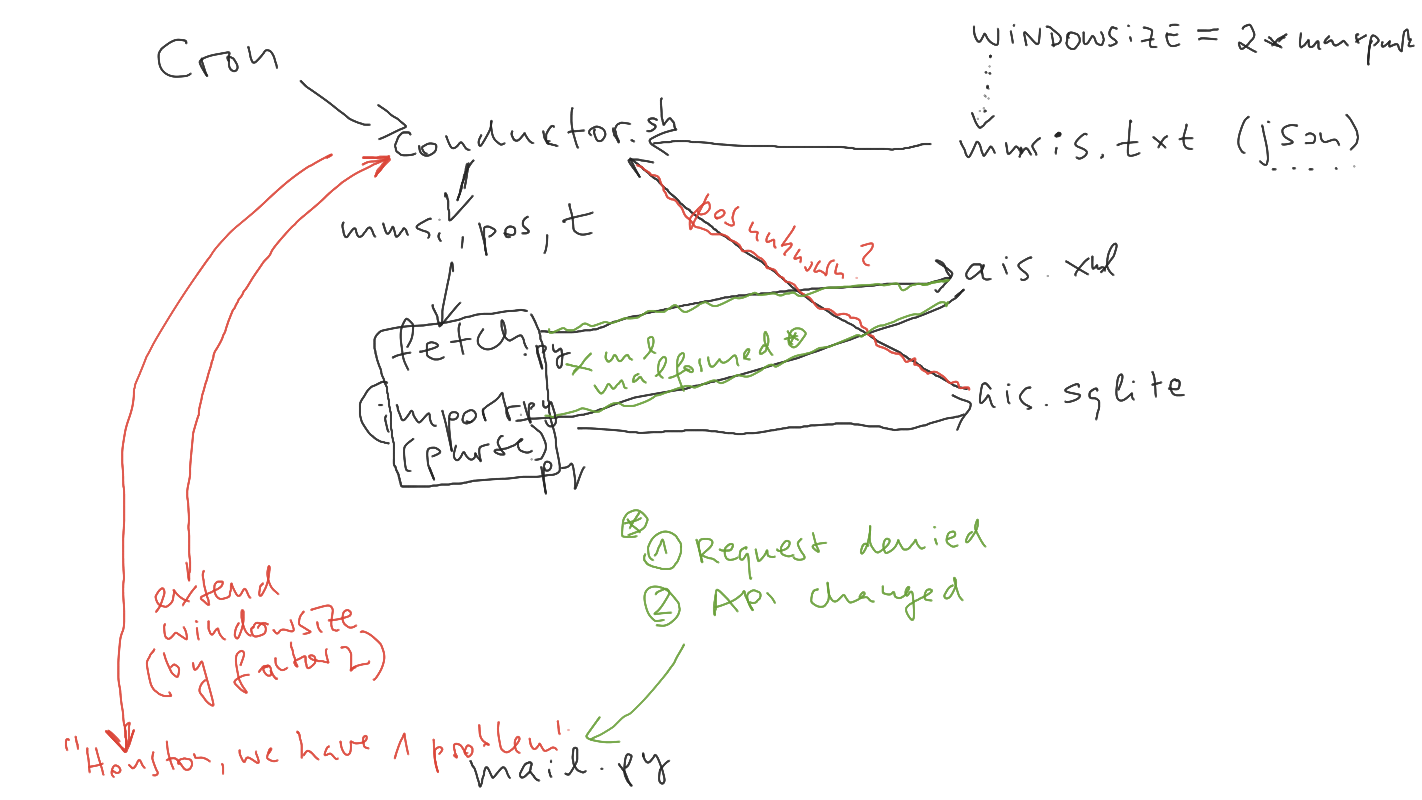 Cron
WiNDOWSiZE = 2 *
conductor.sh
mmsis.txt (json)
mmsi, pos, t
pos unknown?
ais.xml
fetch.py
xml
malformed *
ais.sqlite
import.py
(parse)
py
*
1 Request denied
2 API changed
extend
windowsize
(by factor 2)
"Houston, we have 1 problem"
mail.py